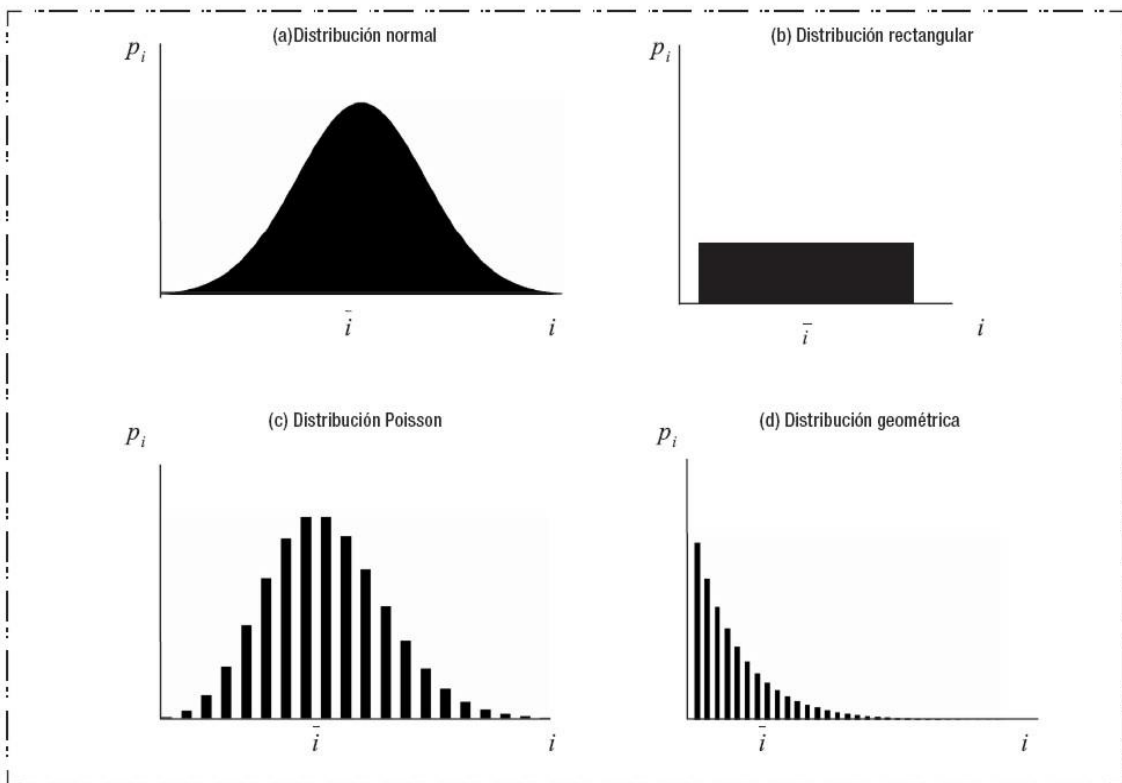 (a)Distribución normal
p_i
i̅
i
(b) Distribución rectangular
p_i
i̅
i
(c) Distribución Poisson
p_i
i̅
i
(d) Distribución geométrica
p_i
i̅
i